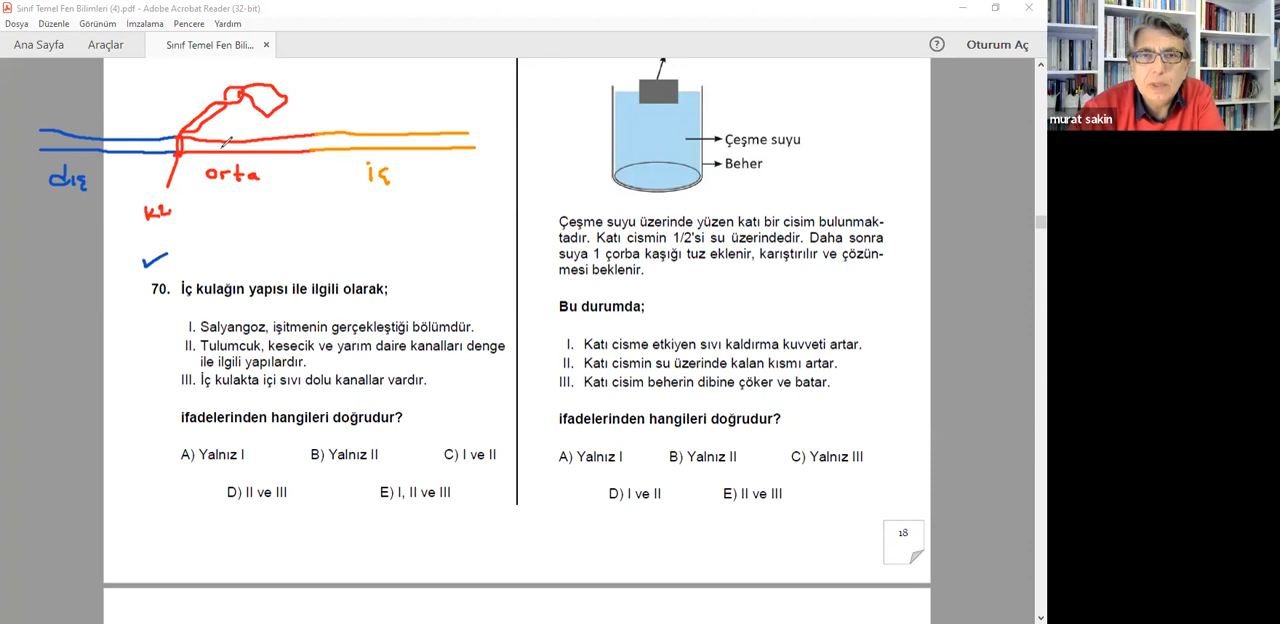 Sınıf Temel Fen Bilimleri (4).pdf - Adobe Acrobat Reader (32-bit)
Dosya Düzenle Görünüm İmzalama Pencere Yardım
Ana Sayfa Araçlar Sınıf Temel Fen Bili... × ? Oturum Aç
murat sakin
dış
orta
iç
70. İç kulağın yapısı ile ilgili olarak;
I. Salyangoz, işitmenin gerçekleştiği bölümdür.
II. Tulumcuk, kesecik ve yarım daire kanalları denge
ile ilgili yapılardır.
III. İç kulakta içi sıvı dolu kanallar vardır.
ifadelerinden hangileri doğrudur?
A) Yalnız I B) Yalnız II C) I ve II
D) II ve III E) I, II ve III
Çeşme suyu
Beher
Çeşme suyu üzerinde yüzen katı bir cisim bulunmak-
tadır. Katı cismin 1/2'si su üzerindedir. Daha sonra
suya 1 çorba kaşığı tuz eklenir, karıştırılır ve çözün-
mesi beklenir.
Bu durumda;
I. Katı cisme etkiyen sıvı kaldırma kuvveti artar.
II. Katı cismin su üzerinde kalan kısmı artar.
III. Katı cisim beherin dibine çöker ve batar.
ifadelerinden hangileri doğrudur?
A) Yalnız I B) Yalnız II C) Yalnız III
D) I ve II E) II ve III
18